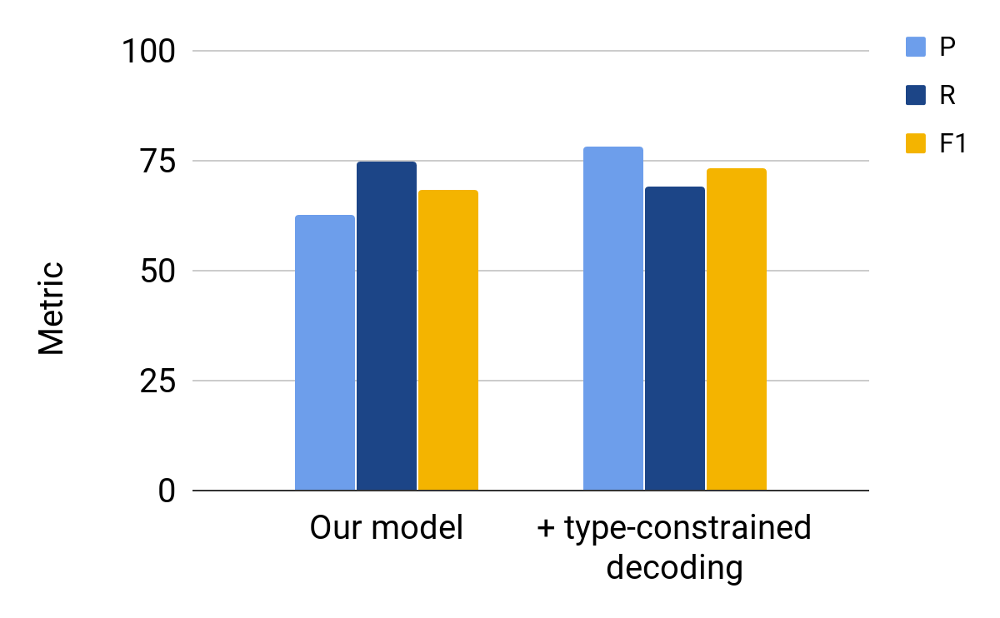 100
75
50
25
0
Metric
Our model
+ type-constrained
decoding
P
R
F1